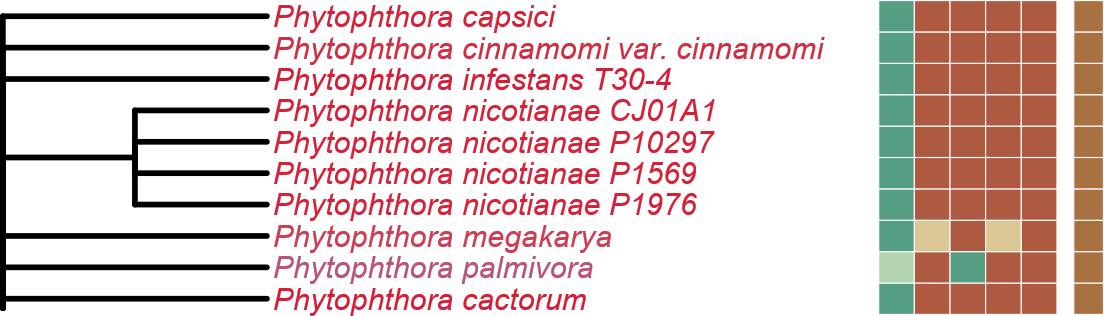 Phytophthora capsici
Phytophthora cinnamomi var. cinnamomi
Phytophthora infestans T30-4
Phytophthora nicotianae CJ01A1
Phytophthora nicotianae P10297
Phytophthora nicotianae P1569
Phytophthora nicotianae P1976
Phytophthora megakarya
Phytophthora palmivora
Phytophthora cactorum